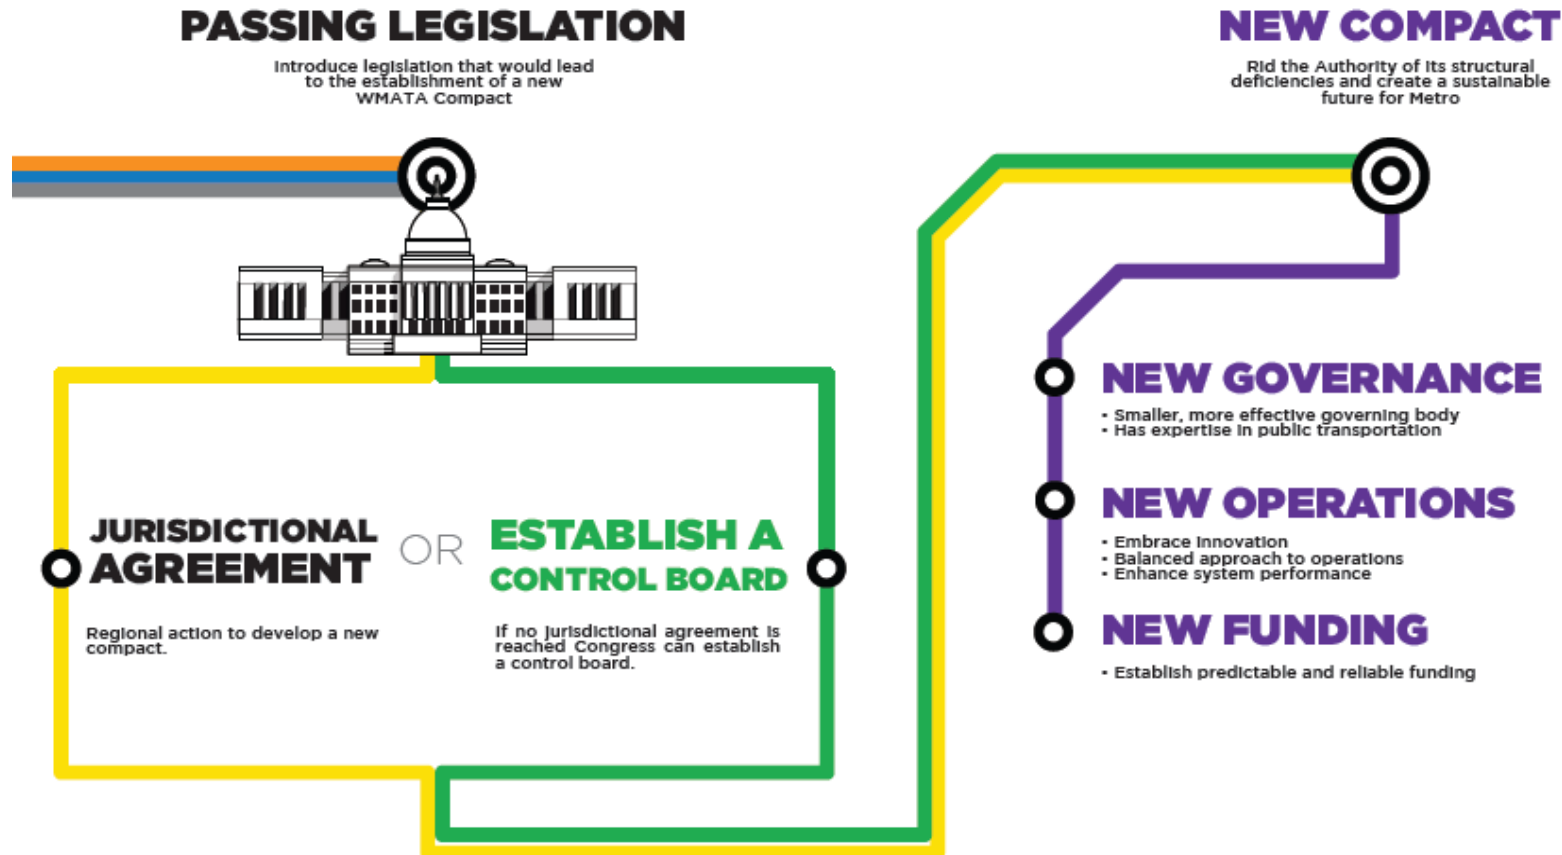 PASSING LEGISLATION
Introduce legislation that would lead
to the establishment of a new
WMATA Compact
JURISDICTIONAL
AGREEMENT
Regional action to develop a new
compact.
OR
ESTABLISH A
CONTROL BOARD
If no jurisdictional agreement is
reached Congress can establish
a control board.
NEW COMPACT
Rid the Authority of its structural
deficiencies and create a sustainable
future for Metro
NEW GOVERNANCE
• Smaller, more effective governing body
• Has expertise in public transportation
NEW OPERATIONS
• Embrace innovation
• Balanced approach to operations
• Enhance system performance
NEW FUNDING
• Establish predictable and reliable funding